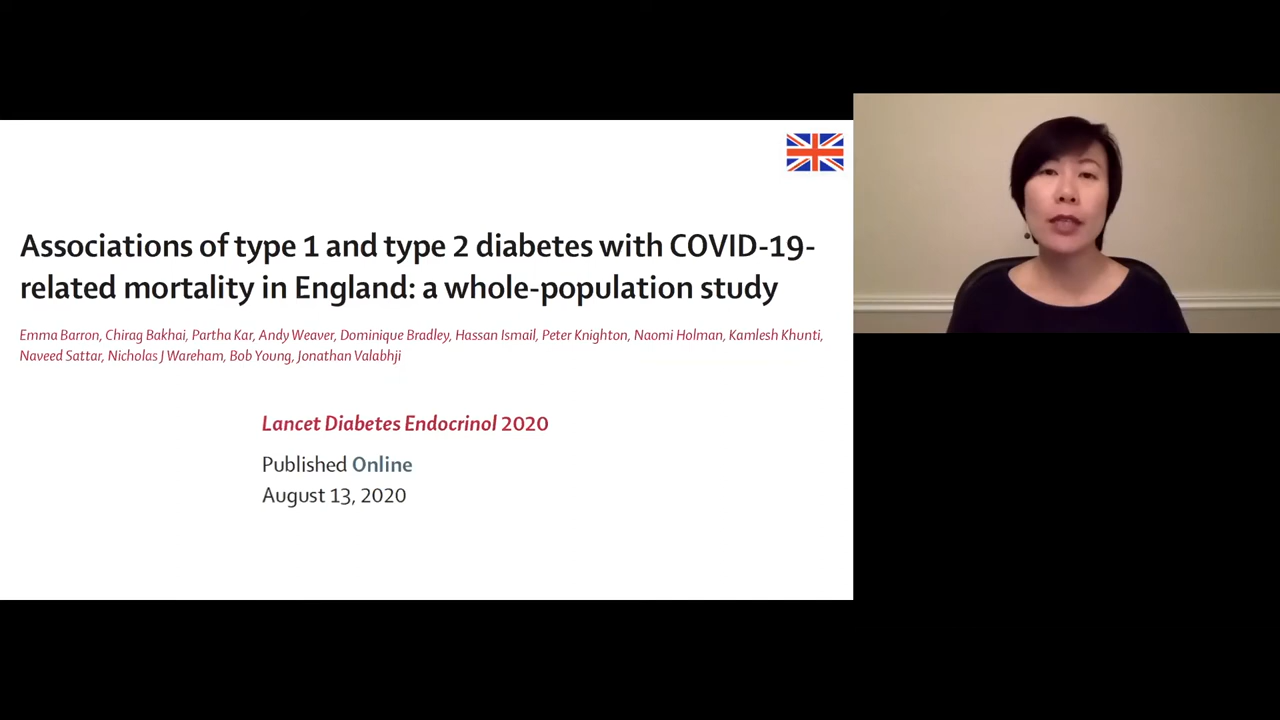 Associations of type 1 and type 2 diabetes with COVID-19-
related mortality in England: a whole-population study
Emma Barron, Chirag Bakhai, Partha Kar, Andy Weaver, Dominique Bradley, Hassan Ismail, Peter Knighton, Naomi Holman, Kamlesh Khunti,
Naveed Sattar, Nicholas J Wareham, Bob Young, Jonathan Valabhji
Lancet Diabetes Endocrinol 2020
Published Online
August 13, 2020